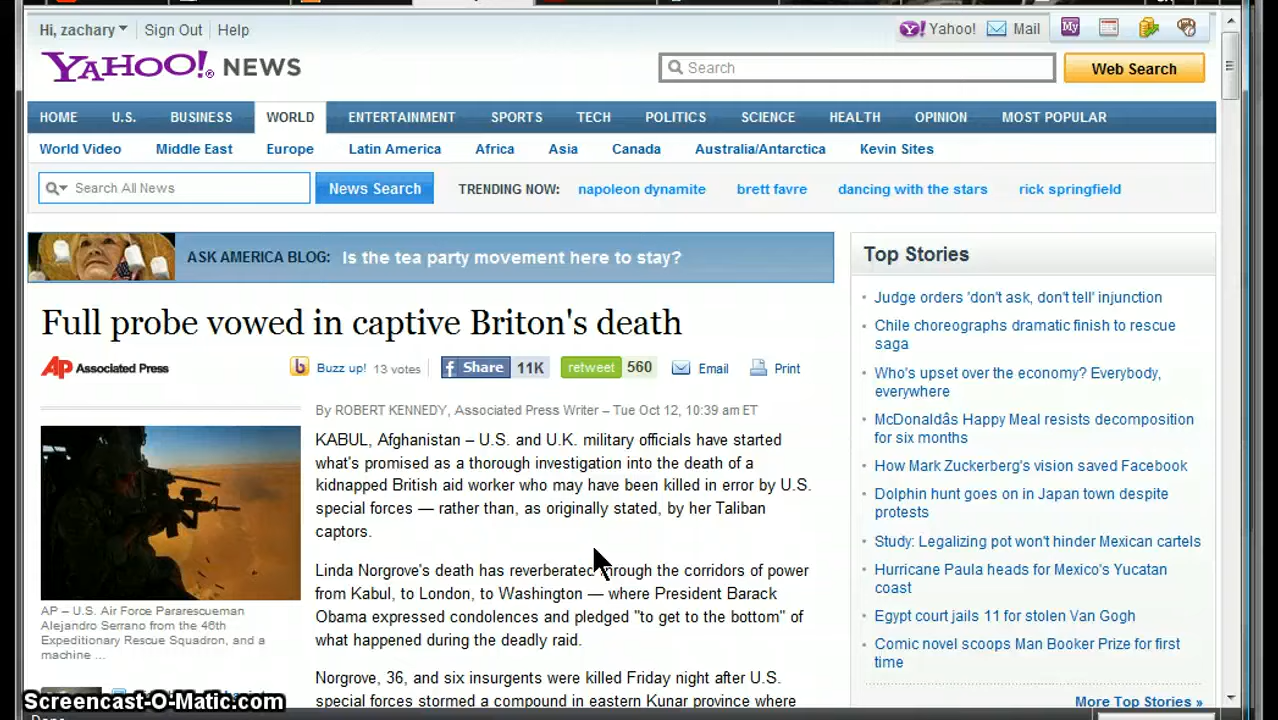 Hi, zachary
Sign Out
Help
Yahoo!
Mail
My
YAHOO! NEWS
Search
Web Search
HOME
U.S.
BUSINESS
WORLD
ENTERTAINMENT
SPORTS
TECH
POLITICS
SCIENCE
HEALTH
OPINION
MOST POPULAR
World Video
Middle East
Europe
Latin America
Africa
Asia
Canada
Australia/Antarctica
Kevin Sites
Search All News
News Search
TRENDING NOW:
napoleon dynamite
brett favre
dancing with the stars
rick springfield
ASK AMERICA BLOG: Is the tea party movement here to stay?
Full probe vowed in captive Briton's death
AP Associated Press
Buzz up! 13 votes
Share 11K
retweet 560
Email
Print
By ROBERT KENNEDY, Associated Press Writer – Tue Oct 12, 10:39 am ET
KABUL, Afghanistan – U.S. and U.K. military officials have started
what's promised as a thorough investigation into the death of a
kidnapped British aid worker who may have been killed in error by U.S.
special forces — rather than, as originally stated, by her Taliban
captors.
Linda Norgrove's death has reverberated through the corridors of power
from Kabul, to London, to Washington — where President Barack
Obama expressed condolences and pledged "to get to the bottom" of
what happened during the deadly raid.
Norgrove, 36, and six insurgents were killed Friday night after U.S.
special forces stormed a compound in eastern Kunar province where
AP – U.S. Air Force Pararescueman
Alejandro Serrano from the 46th
Expeditionary Rescue Squadron, and a
machine ...
Top Stories
Judge orders 'don't ask, don't tell' injunction
Chile choreographs dramatic finish to rescue
saga
Who's upset over the economy? Everybody,
everywhere
McDonaldâs Happy Meal resists decomposition
for six months
How Mark Zuckerberg's vision saved Facebook
Dolphin hunt goes on in Japan town despite
protests
Study: Legalizing pot won't hinder Mexican cartels
Hurricane Paula heads for Mexico's Yucatan
coast
Egypt court jails 11 for stolen Van Gogh
Comic novel scoops Man Booker Prize for first
time
More Top Stories »
Screencast-O-Matic.com